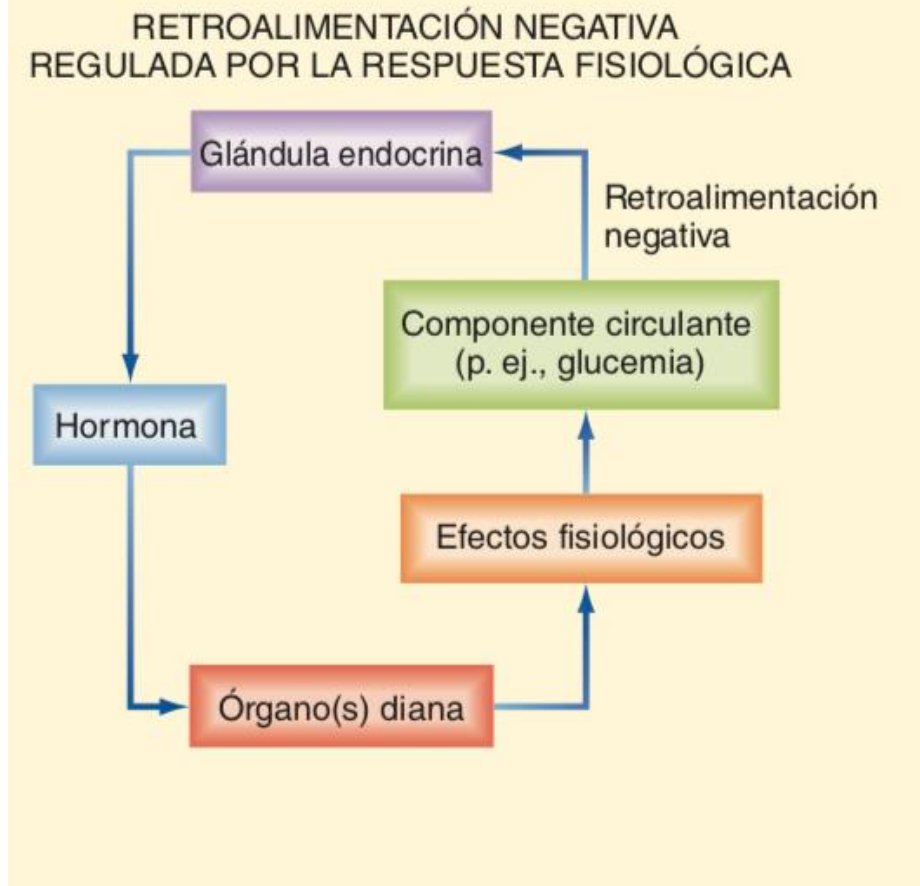 RETROALIMENTACIÓN NEGATIVA
REGULADA POR LA RESPUESTA FISIOLÓGICA
Glándula endocrina
Retroalimentación
negativa
Componente circulante
(p. ej., glucemia)
Hormona
Efectos fisiológicos
Órgano(s) diana